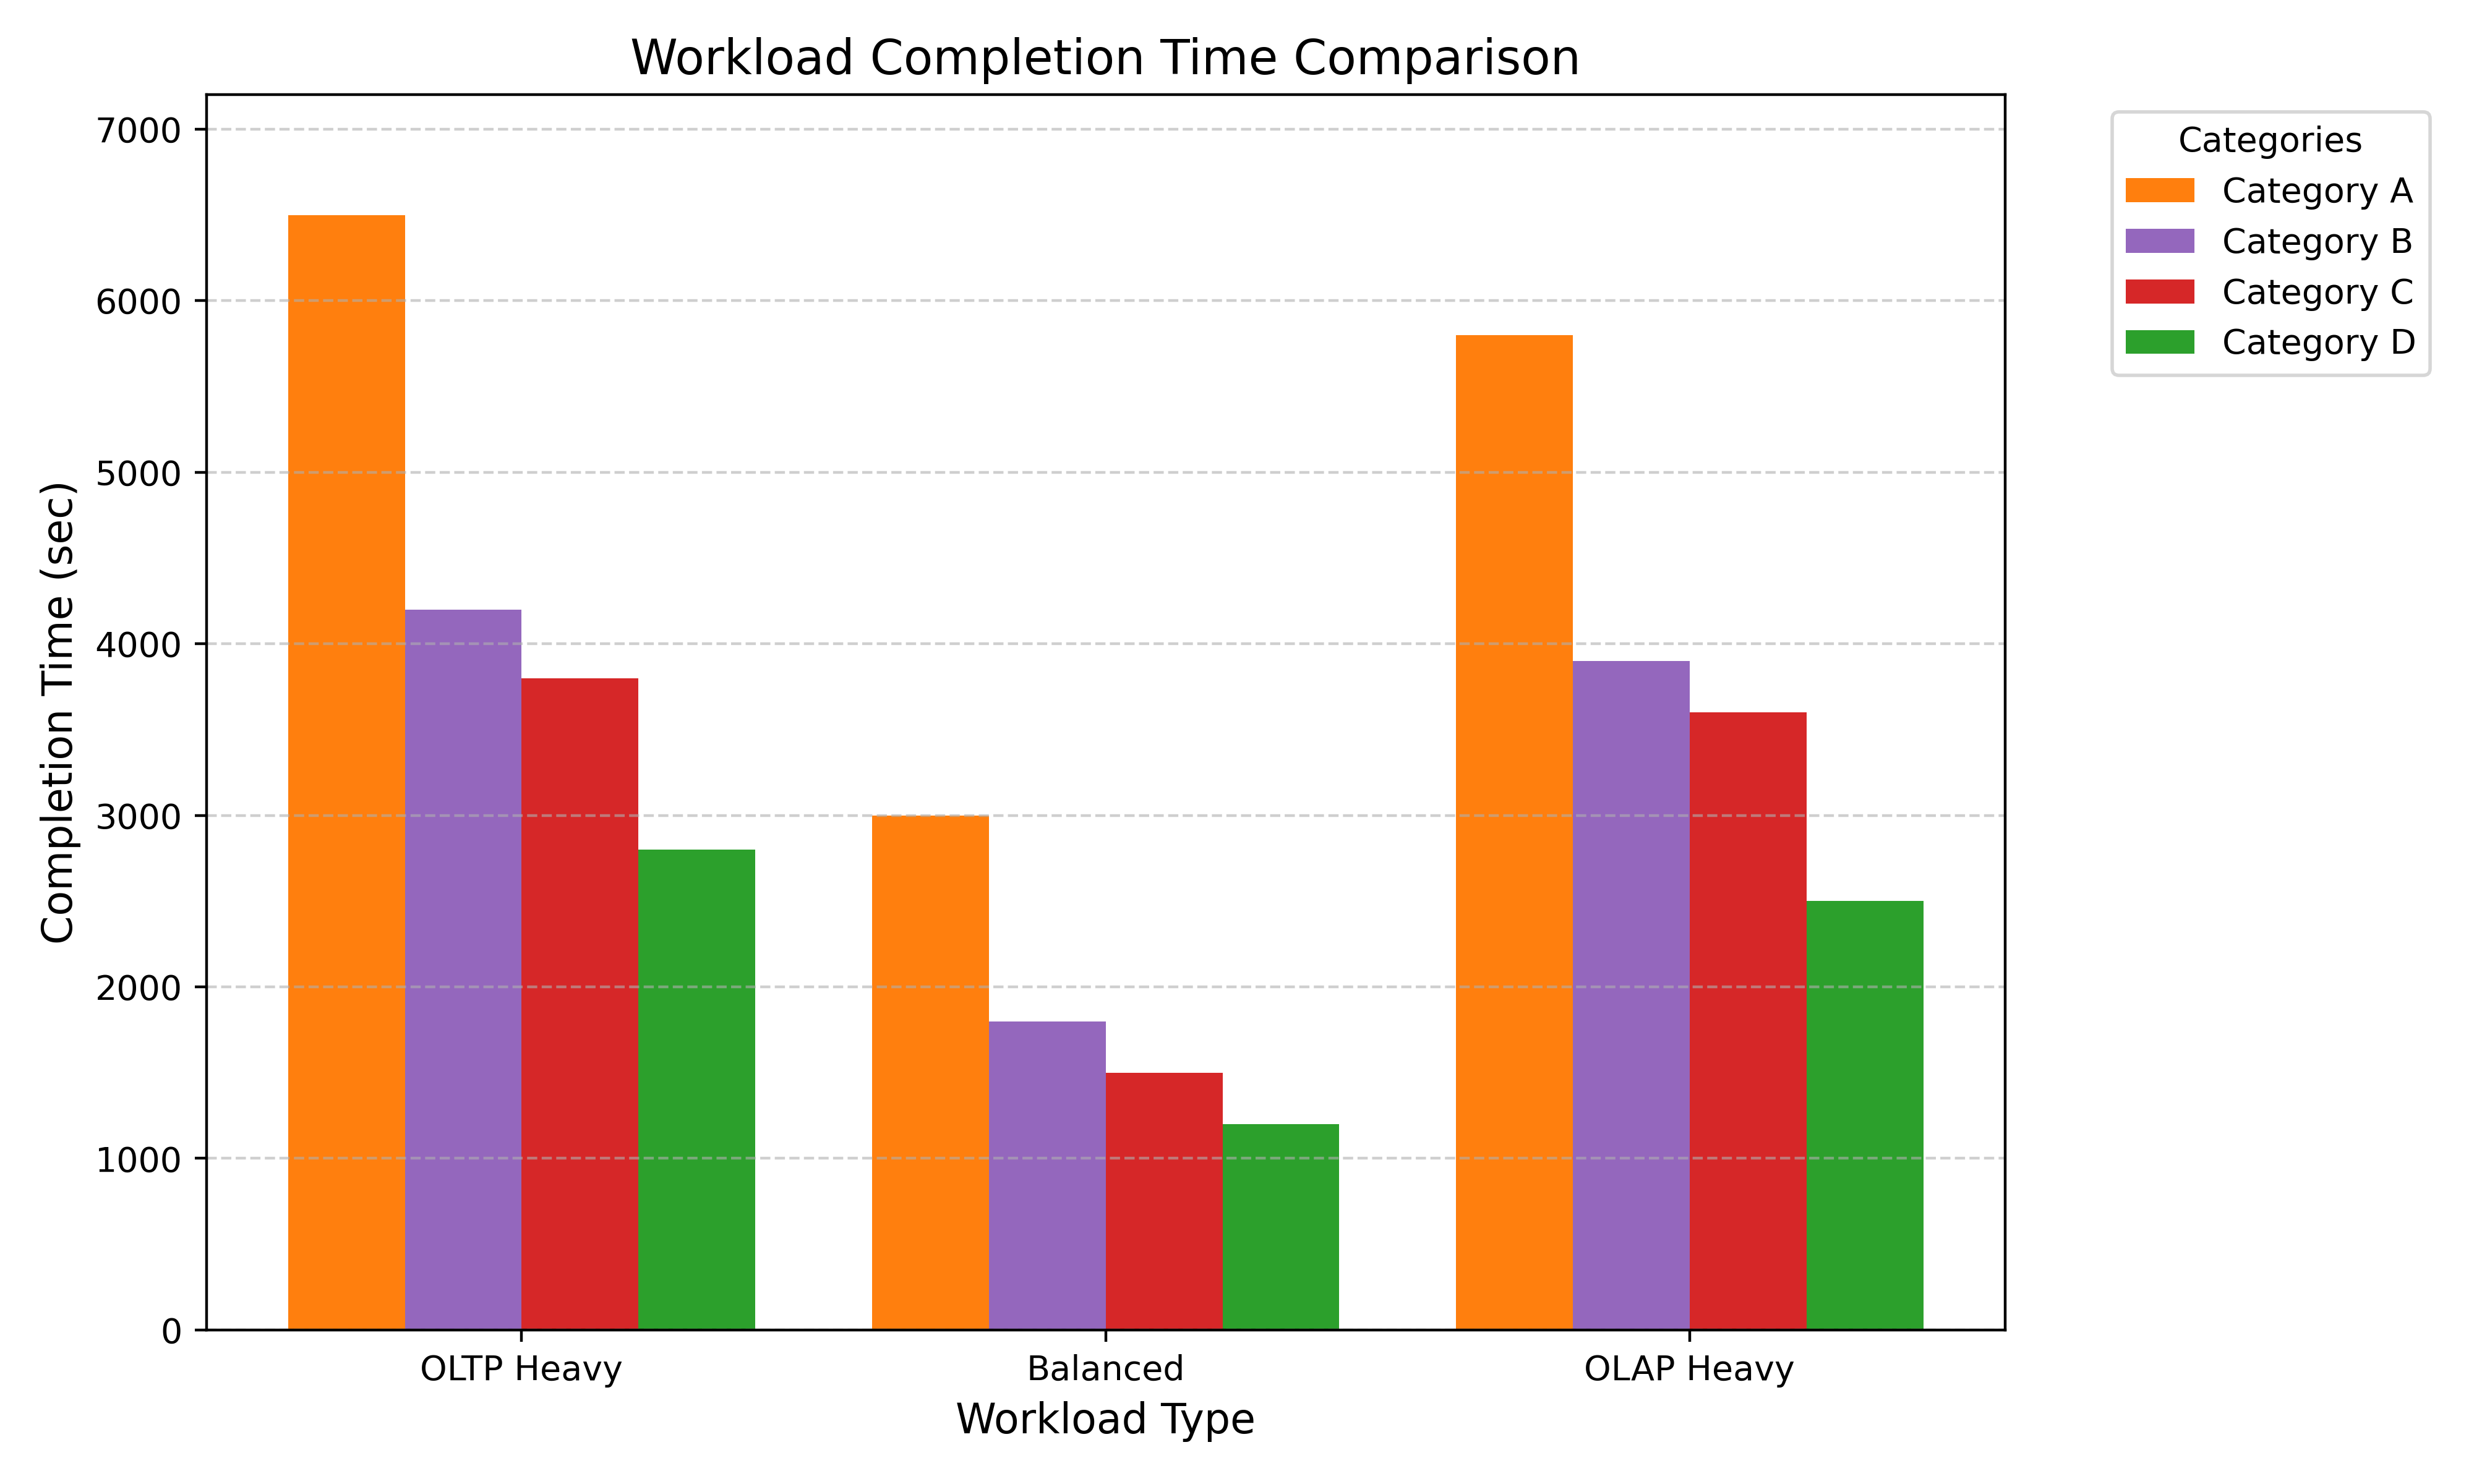 Workload Completion Time Comparison
Completion Time (sec)
7000
6000
5000
4000
3000
2000
1000
0
OLTP Heavy
Balanced
OLAP Heavy
Workload Type
Categories
Category A
Category B
Category C
Category D